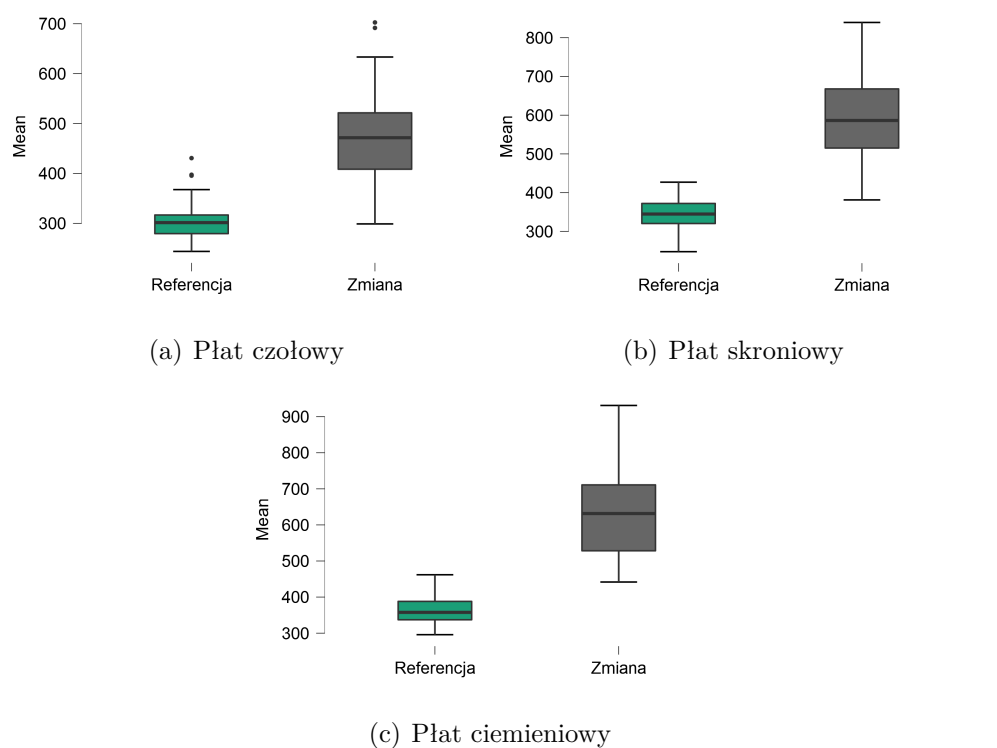 700
600
500
400
300
Mean
Referencja Zmiana
(a) Płat czołowy
800
700
600
500
400
300
Mean
Referencja Zmiana
(b) Płat skroniowy
900
800
700
600
500
400
300
Mean
Referencja Zmiana
(c) Płat ciemieniowy